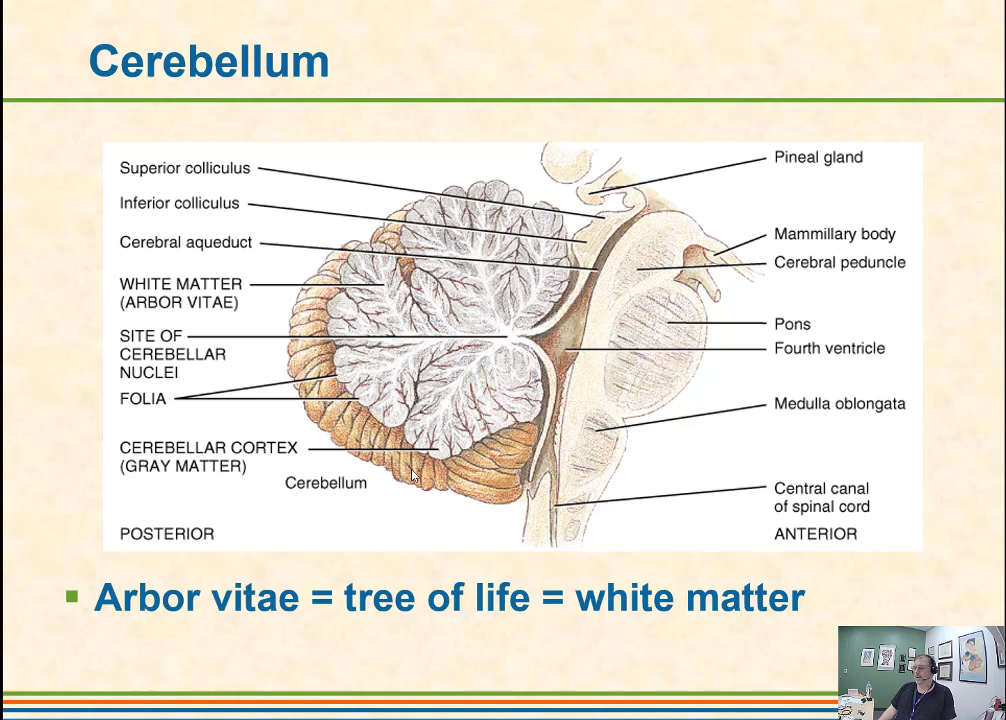 Cerebellum
Superior colliculus
Inferior colliculus
Cerebral aqueduct
WHITE MATTER
(ARBOR VITAE)
SITE OF
CEREBELLAR
NUCLEI
FOLIA
CEREBELLAR CORTEX
(GRAY MATTER)
Cerebellum
POSTERIOR
Pineal gland
Mammillary body
Cerebral peduncle
Pons
Fourth ventricle
Medulla oblongata
Central canal
of spinal cord
ANTERIOR
Arbor vitae = tree of life = white matter